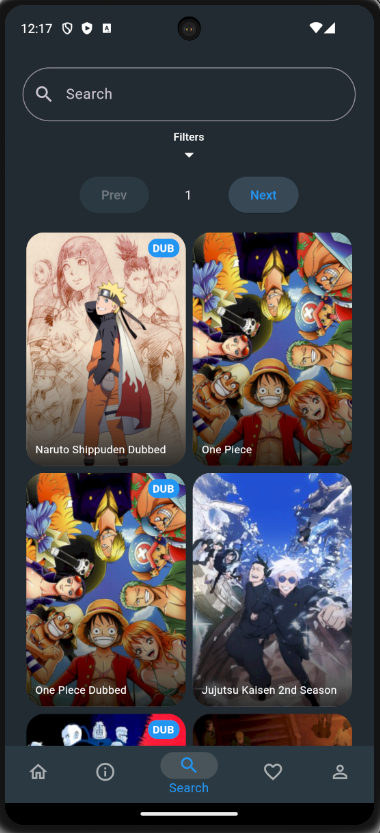 12:17
Search
Filters
Prev
1
Next
DUB
Naruto Shippuden Dubbed
One Piece
DUB
One Piece Dubbed
Jujutsu Kaisen 2nd Season
DUB
Search